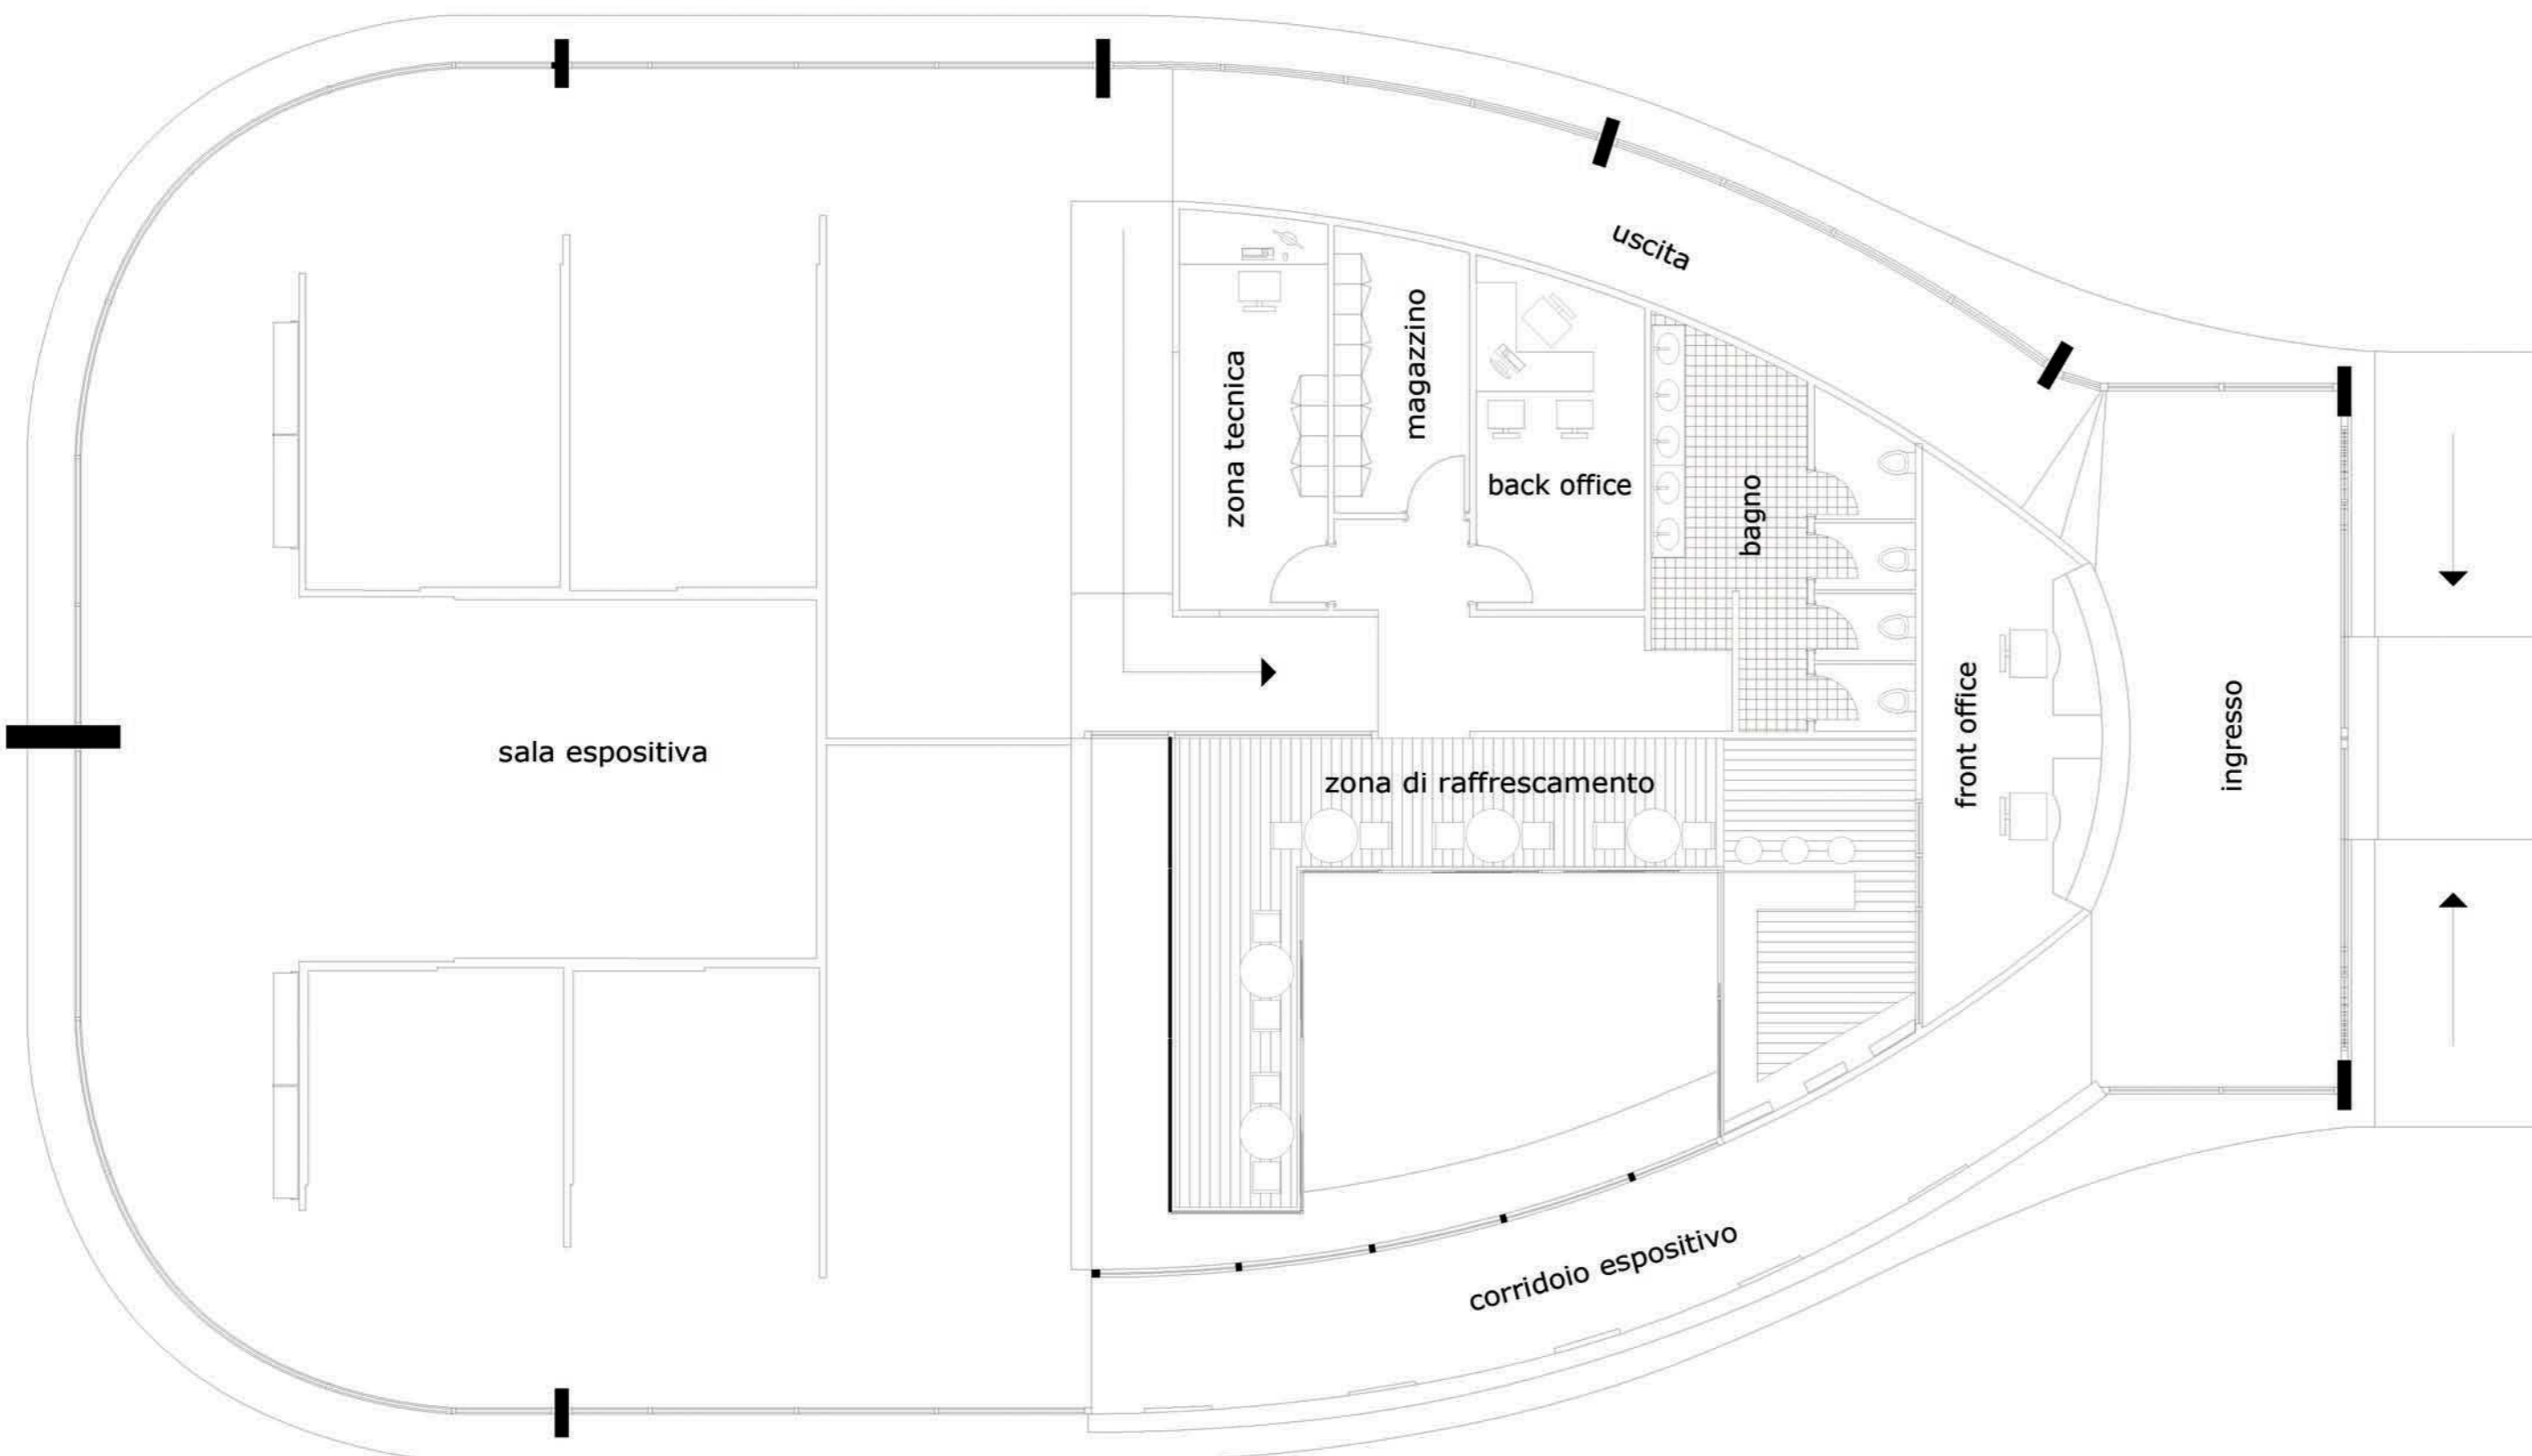 uscita
zona tecnica
magazzino
back office
bagno
front office
ingresso
sala espositiva
zona di raffrescamento
corridoio espositivo